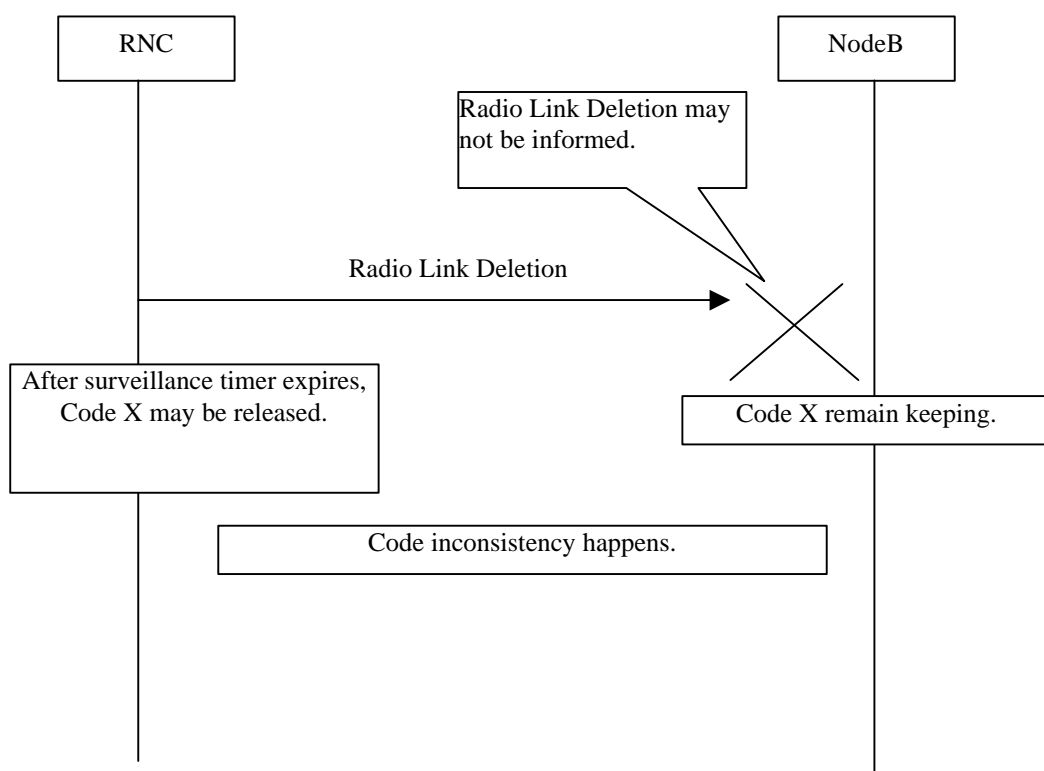 RNC
NodeB
Radio Link Deletion may
not be informed.
Radio Link Deletion
After surveillance timer expires,
Code X may be released.
Code X remain keeping.
Code inconsistency happens.